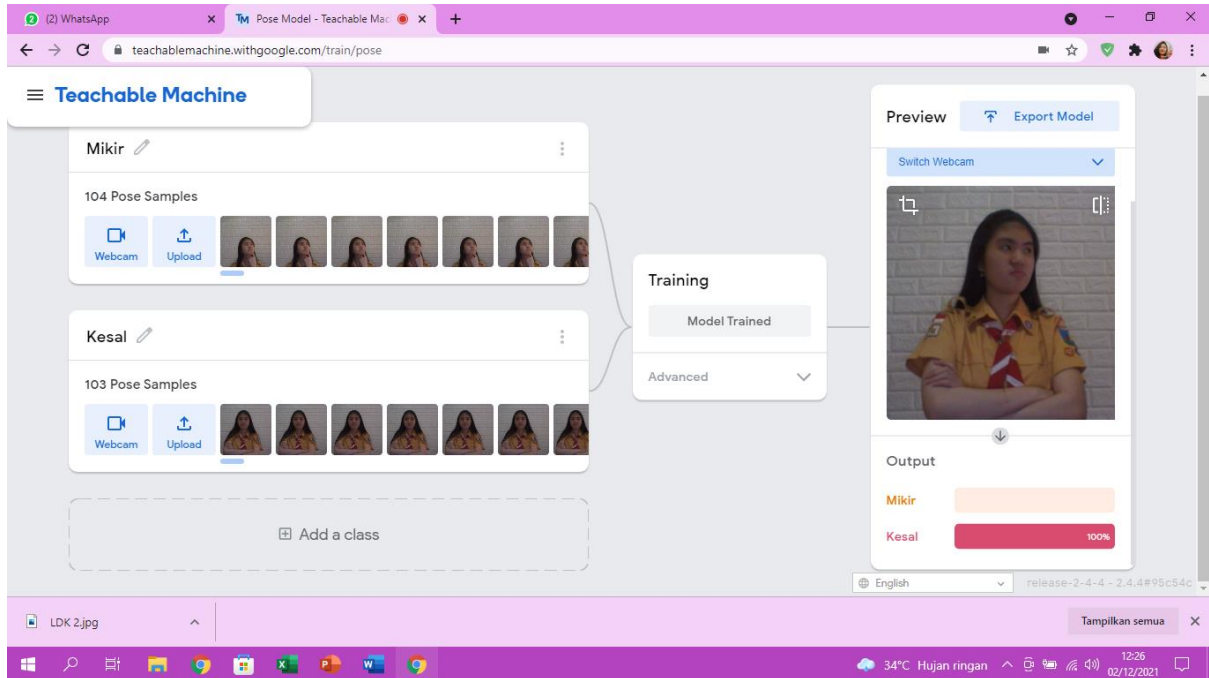 (2) WhatsApp
TM Pose Model - Teachable Mac
teachablemachine.withgoogle.com/train/pose
Teachable Machine
Mikir
104 Pose Samples
Webcam
Upload
Kesal
103 Pose Samples
Webcam
Upload
Add a class
Training
Model Trained
Advanced
Preview
Export Model
Switch Webcam
Output
Mikir
Kesal 100%
English
release-2-4-4 - 2.4.4#95c54c
LDK 2.jpg
Tampilkan semua
34°C Hujan ringan
12:26
02/12/2021